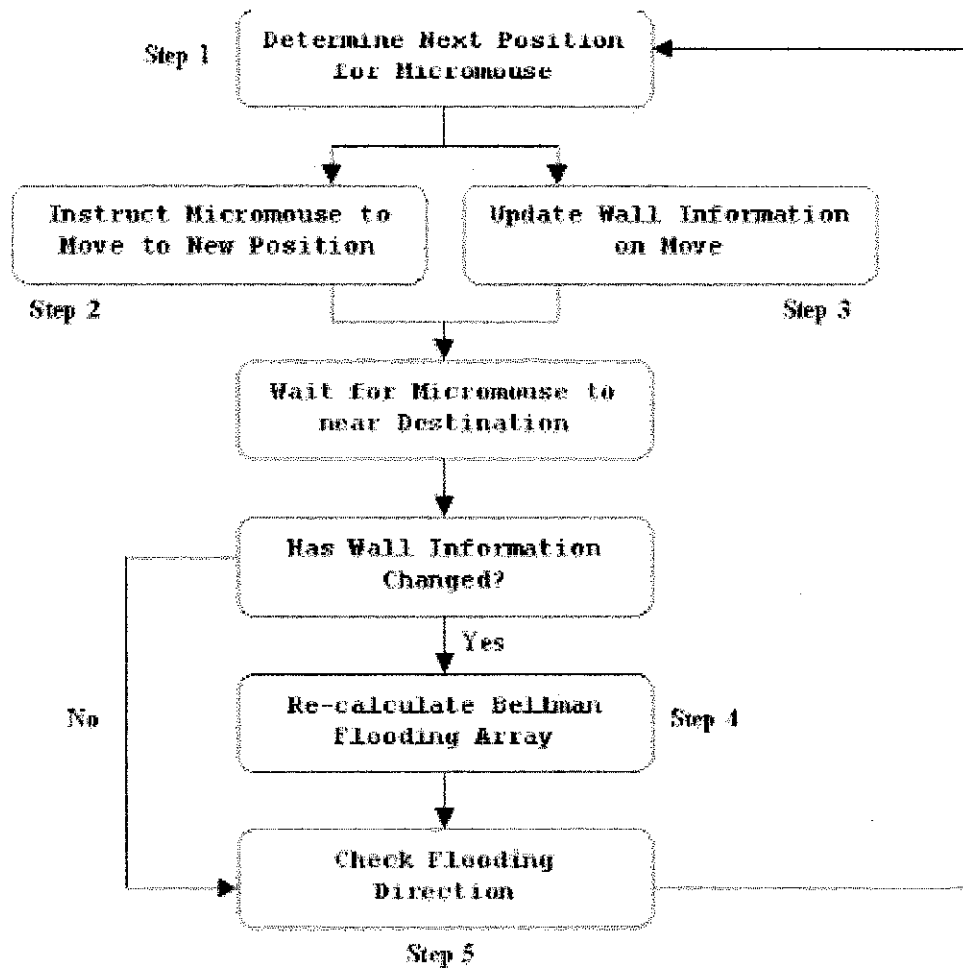 Step 1
Determine Next Position
for Micromouse
Instruct Micromouse to
Move to New Position
Update Wall Information
on Move
Step 2
Step 3
Wait for Micromouse to
near Destination
Has Wall Information
Changed?
Yes
No
Re-calculate Bellman
Flooding Array
Step 4
Check Flooding
Direction
Step 5